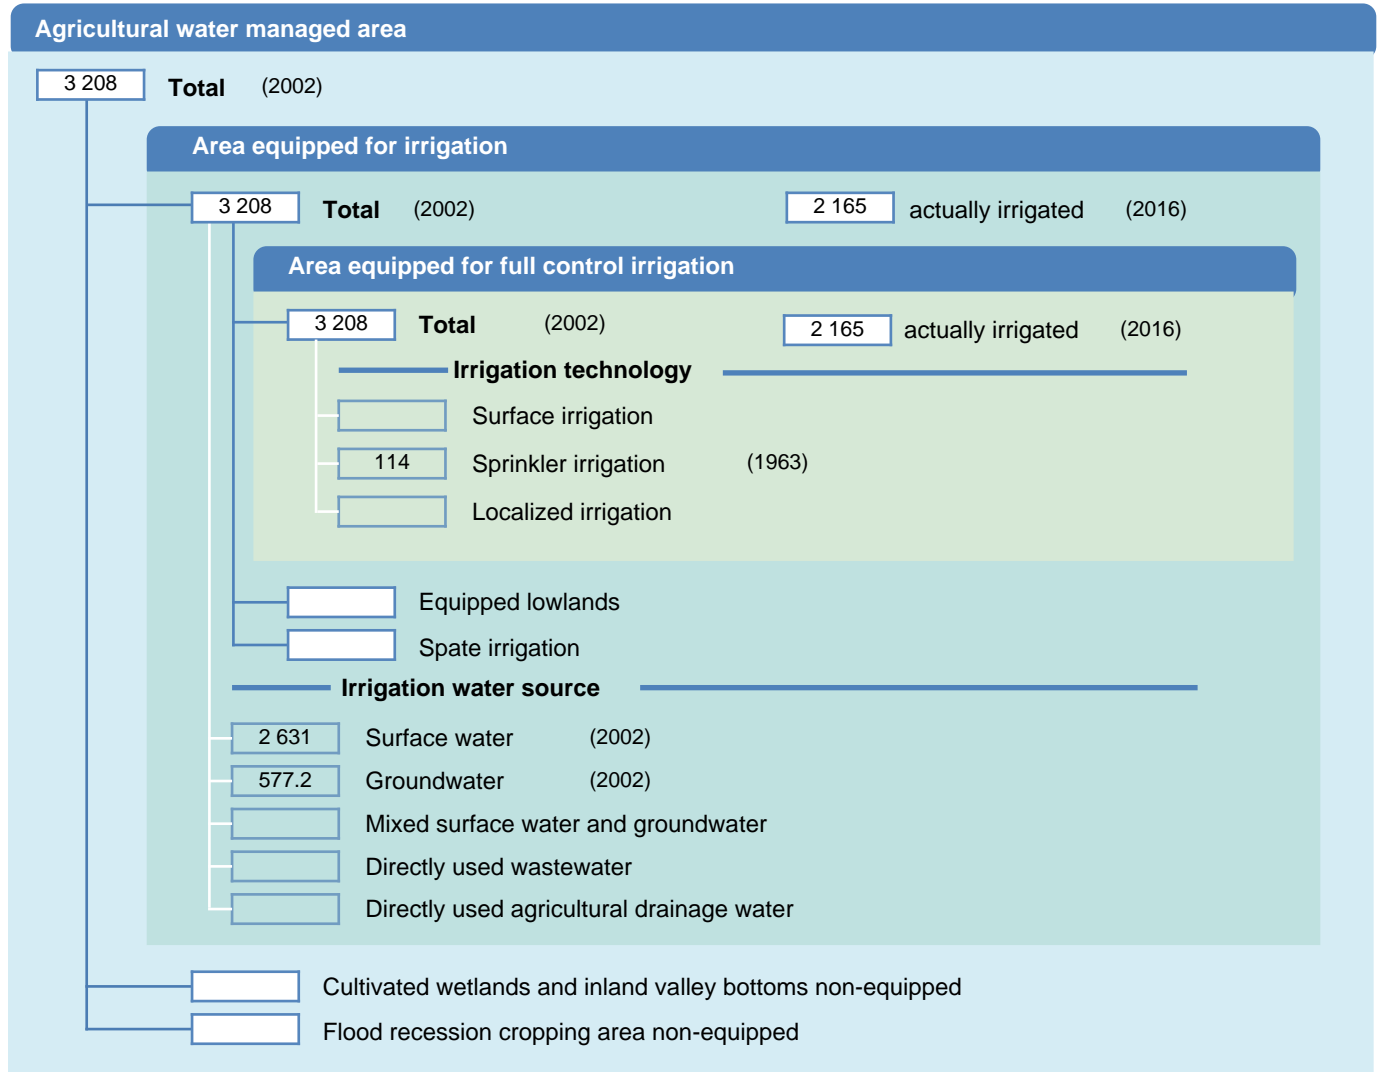 Agricultural water managed area
3 208 Total (2002)
Area equipped for irrigation
3 208 Total (2002) 2 165 actually irrigated (2016)
Area equipped for full control irrigation
3 208 Total (2002) 2 165 actually irrigated (2016)
Irrigation technology
Surface irrigation
114 Sprinkler irrigation (1963)
Localized irrigation
Equipped lowlands
Spate irrigation
Irrigation water source
2 631 Surface water (2002)
577.2 Groundwater (2002)
Mixed surface water and groundwater
Directly used wastewater
Directly used agricultural drainage water
Cultivated wetlands and inland valley bottoms non-equipped
Flood recession cropping area non-equipped